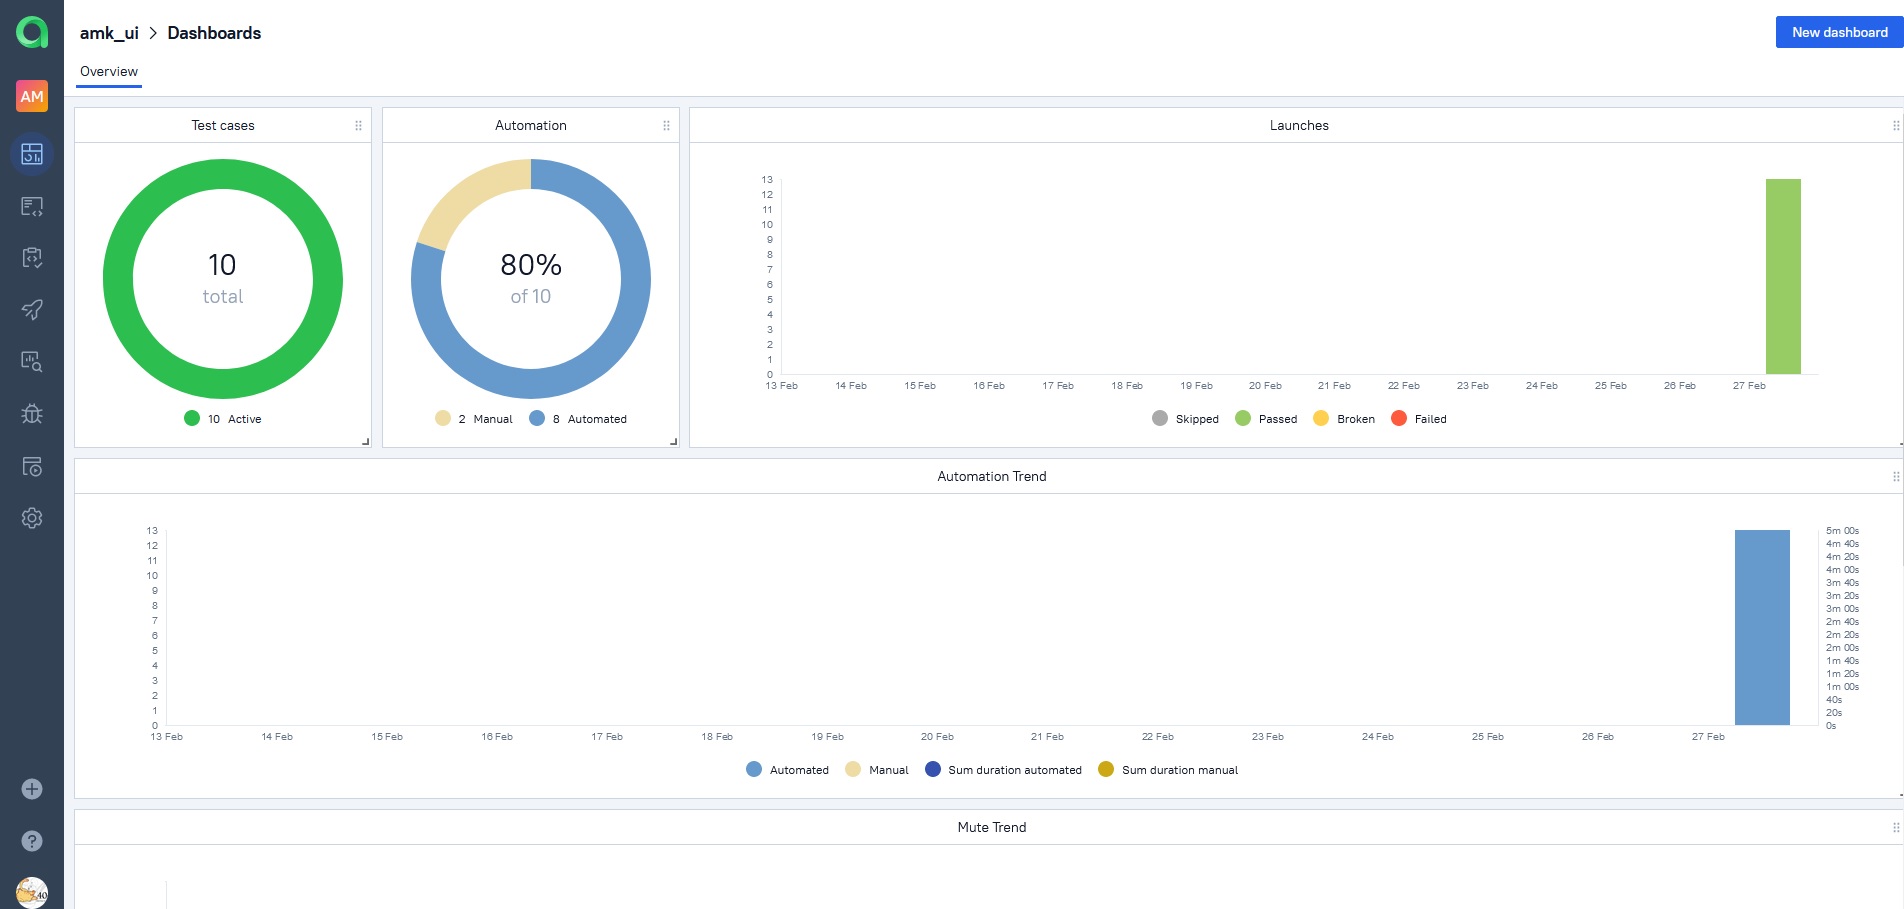 amk_ui > Dashboards
New dashboard
Overview
AM
Test cases
10
total
10 Active
Automation
80%
of 10
2 Manual
8 Automated
Launches
13
12
11
10
9
8
7
6
5
4
3
2
1
0
13 Feb 14 Feb 15 Feb 16 Feb 17 Feb 18 Feb 19 Feb 20 Feb 21 Feb 22 Feb 23 Feb 24 Feb 25 Feb 26 Feb 27 Feb
Skipped Passed Broken Failed
Automation Trend
13
12
11
10
9
8
7
6
5
4
3
2
1
0
5m 00s
4m 40s
4m 20s
4m 00s
3m 40s
3m 20s
3m 00s
2m 40s
2m 20s
2m 00s
1m 40s
1m 20s
1m 00s
40s
20s
0s
13 Feb 14 Feb 15 Feb 16 Feb 17 Feb 18 Feb 19 Feb 20 Feb 21 Feb 22 Feb 23 Feb 24 Feb 25 Feb 26 Feb 27 Feb
Automated Manual Sum duration automated Sum duration manual
Mute Trend